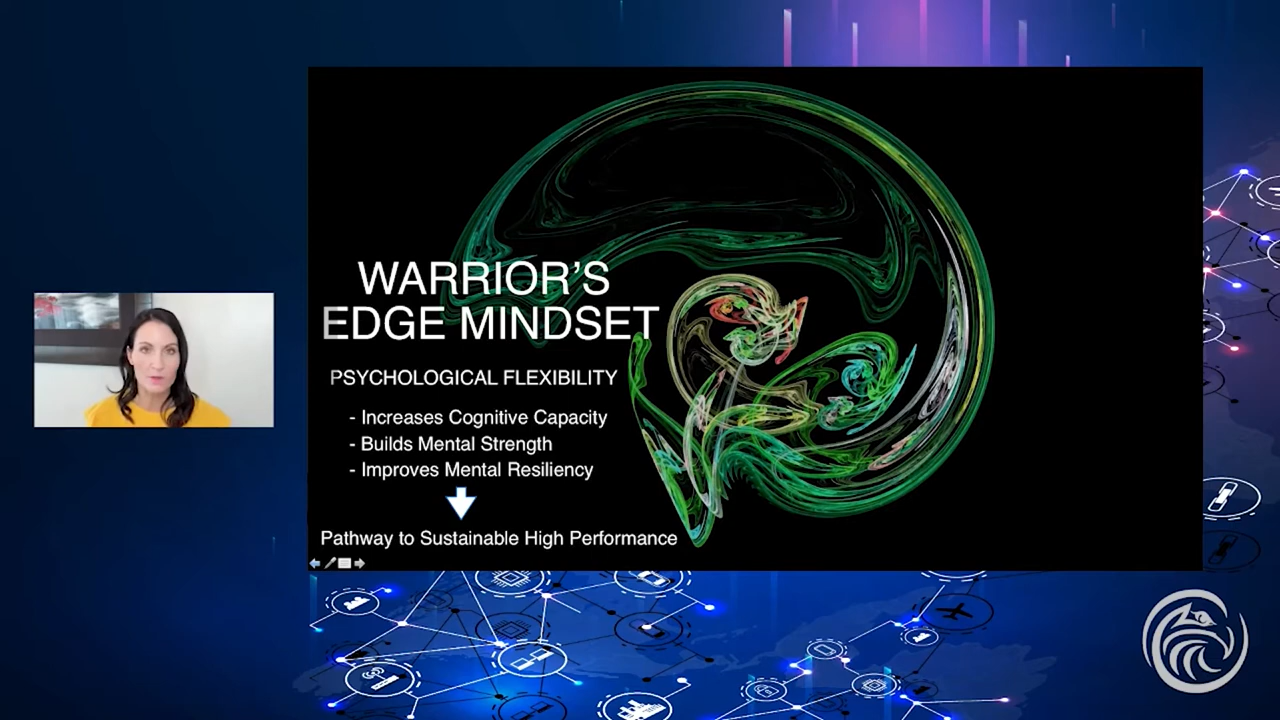 WARRIOR'S
EDGE MINDSET
PSYCHOLOGICAL FLEXIBILITY
- Increases Cognitive Capacity
- Builds Mental Strength
- Improves Mental Resiliency
Pathway to Sustainable High Performance